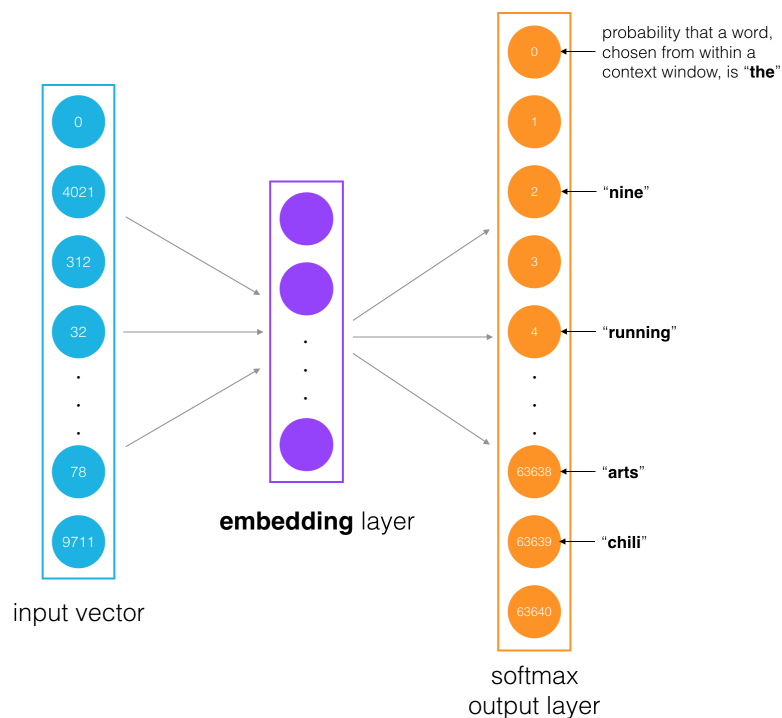 0
4021
312
32
78
9711
input vector
embedding layer
0
1
2
3
4
63638
63639
63640
probability that a word,
chosen from within a
context window, is “the”
“nine”
“running”
“arts”
“chili”
softmax
output layer